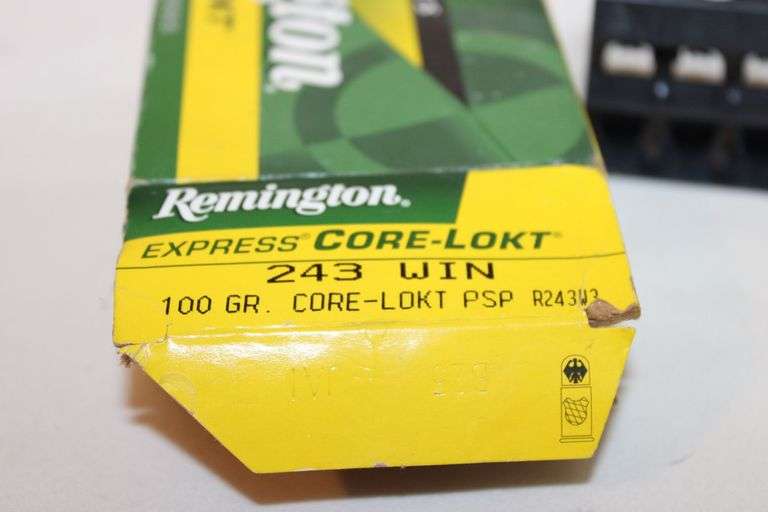 Remington.
EXPRESS® CORE-LOKT®
243 WIN
100 GR. CORE-LOKT PSP R243W3